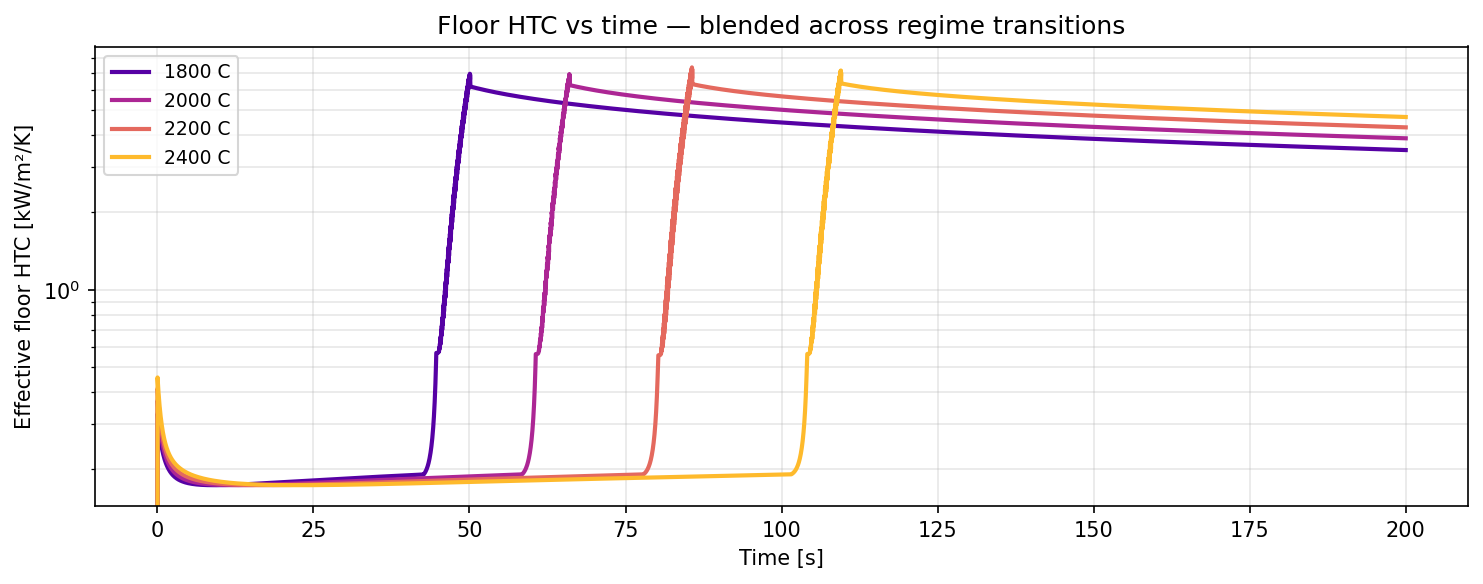 Floor HTC vs time — blended across regime transitions
1800 C
2000 C
2200 C
2400 C
Effective floor HTC [kW/m²/K]
10⁰
0 25 50 75 100 125 150 175 200
Time [s]